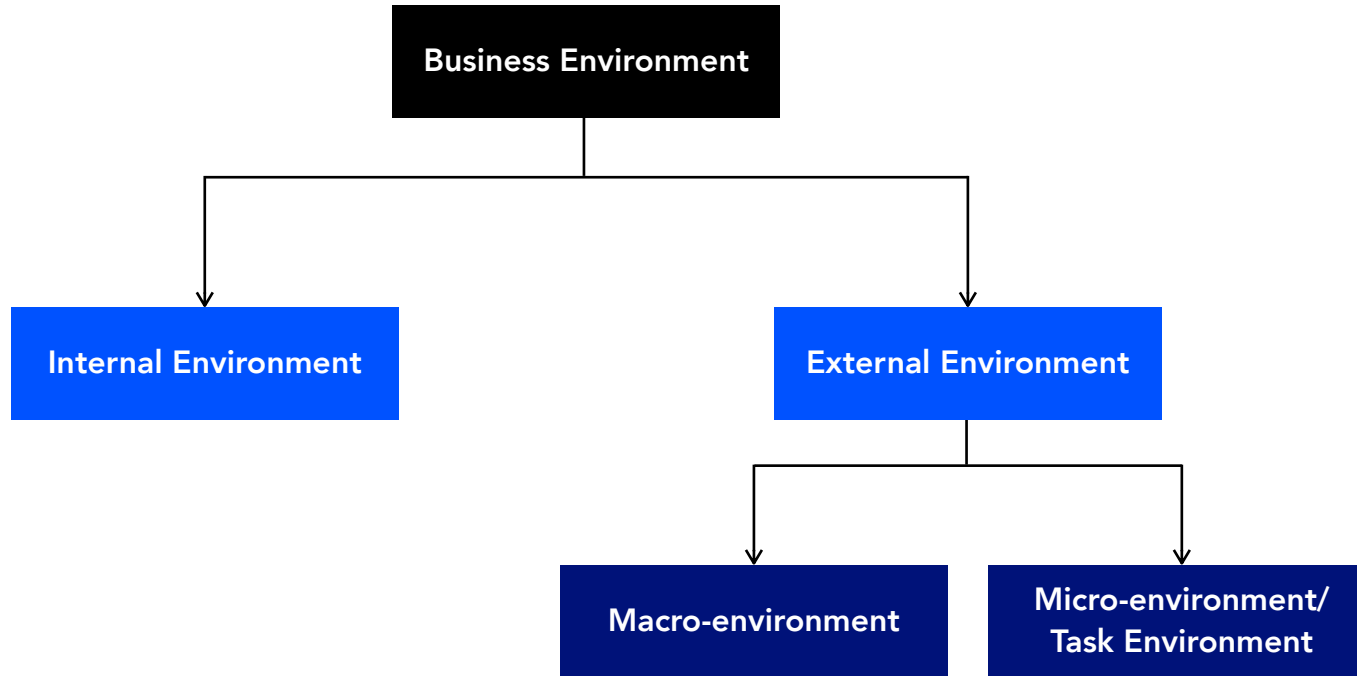 Business Environment
Internal Environment
External Environment
Macro-environment
Micro-environment/
Task Environment